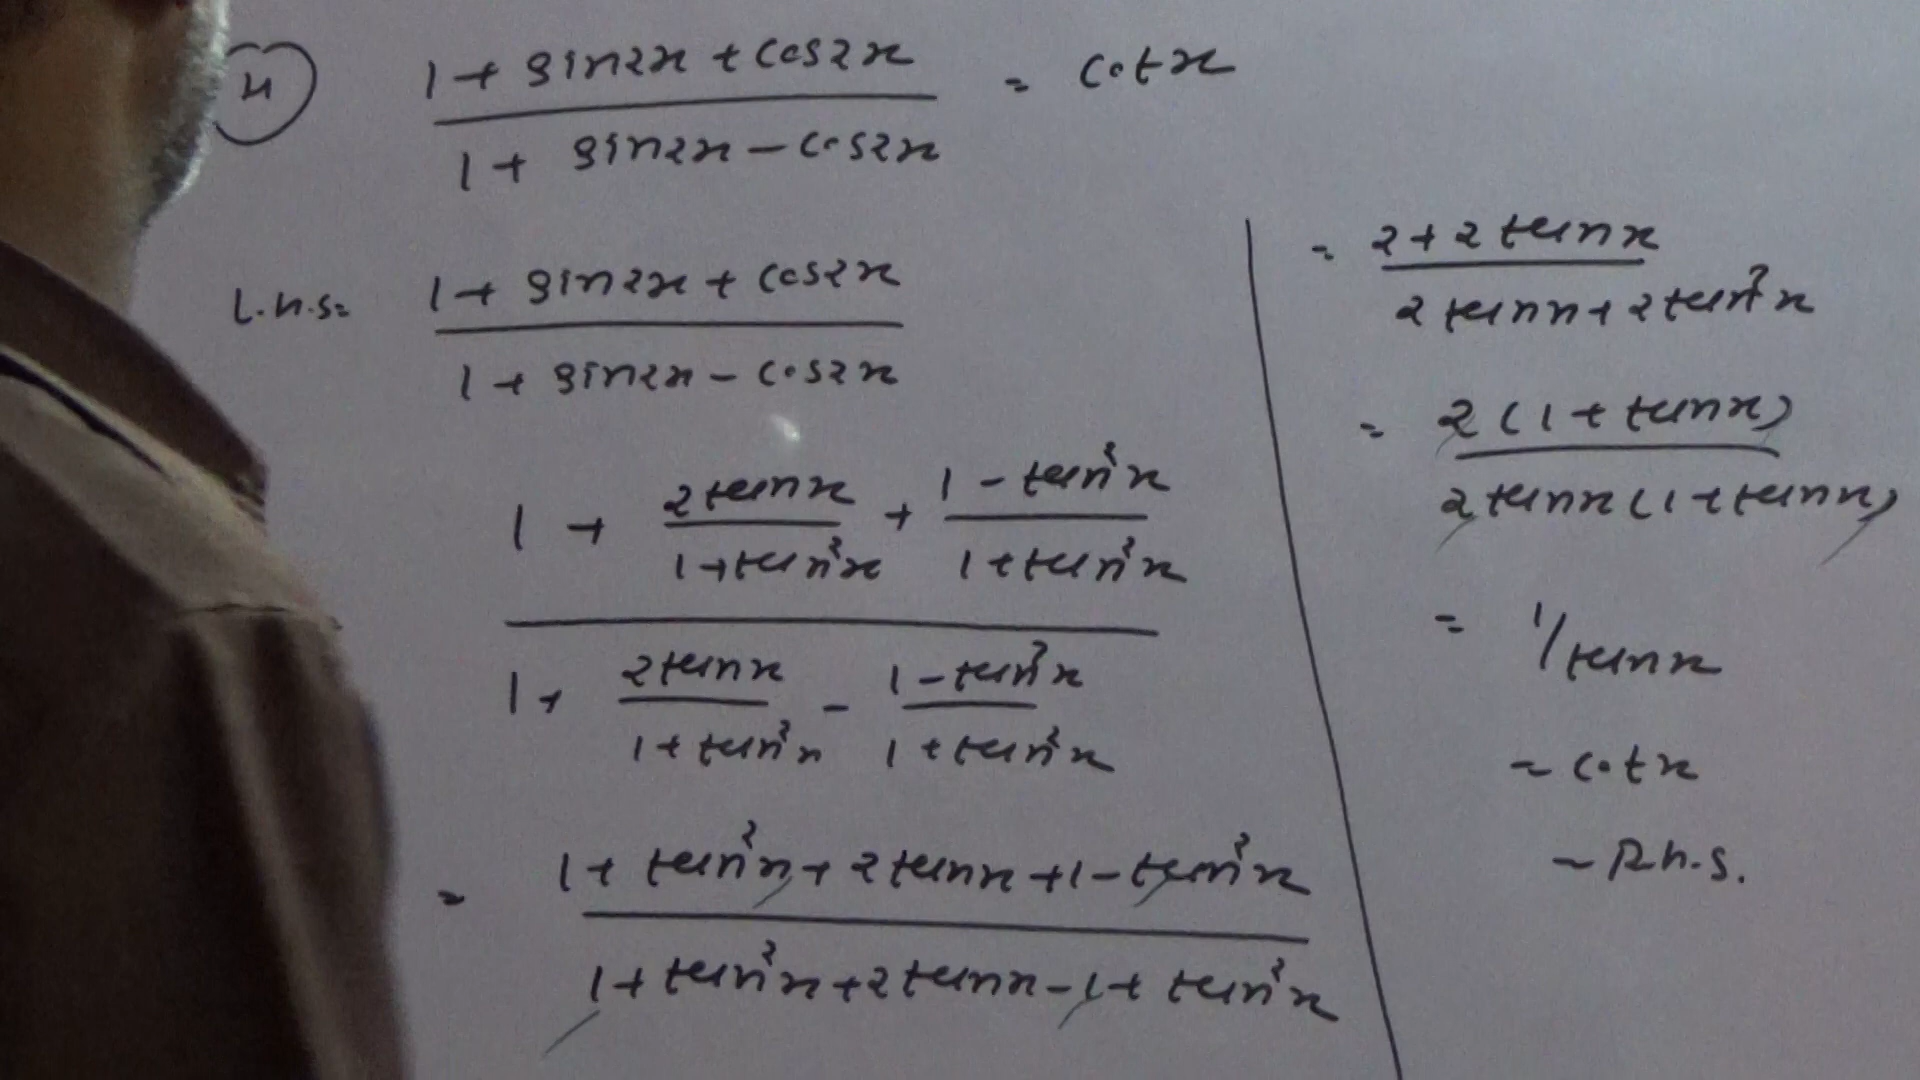 4
1 + sin2x + cos2x / 1 + sin2x - cos2x = cotx
L.H.S = 1 + sin2x + cos2x / 1 + sin2x - cos2x
1 + 2tanx / 1 + tan²x + 1 - tan²x / 1 + tan²x
1 + 2tanx / 1 + tan²x - 1 - tan²x / 1 + tan²x
= 1 + tan²x + 2tanx + 1 - tan²x / 1 + tan²x + 2tanx - 1 + tan²x
= 2 + 2tanx / 2tanx + 2tan²x
= 2(1 + tanx) / 2tanx(1 + tanx)
= 1/tanx
= cotx
= R.H.S.